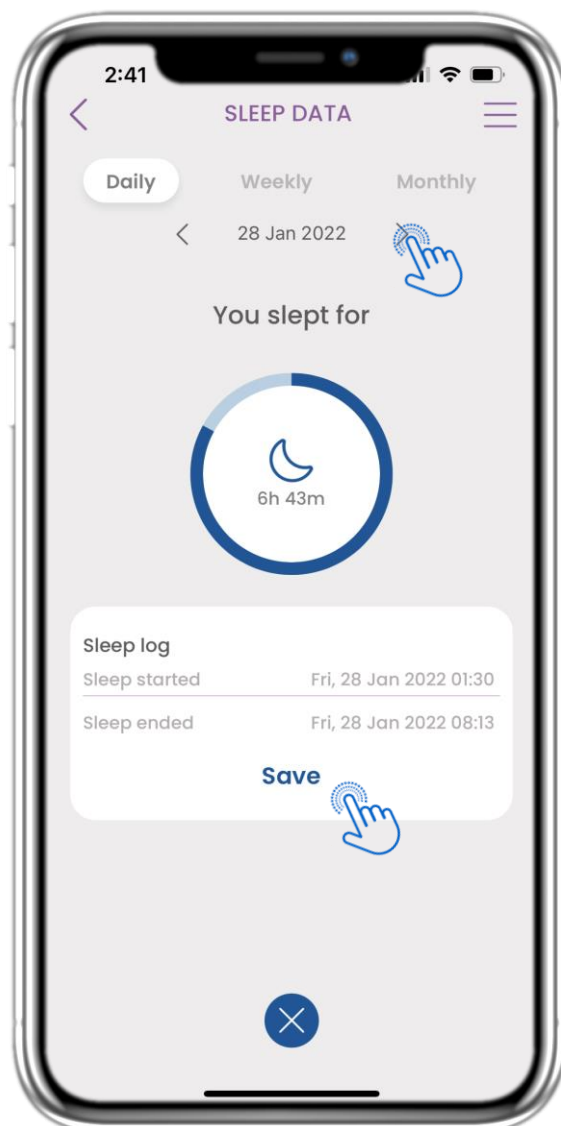 2:41
SLEEP DATA
Daily Weekly Monthly
28 Jan 2022
You slept for
6h 43m
Sleep log
Sleep started Fri, 28 Jan 2022 01:30
Sleep ended Fri, 28 Jan 2022 08:13
Save